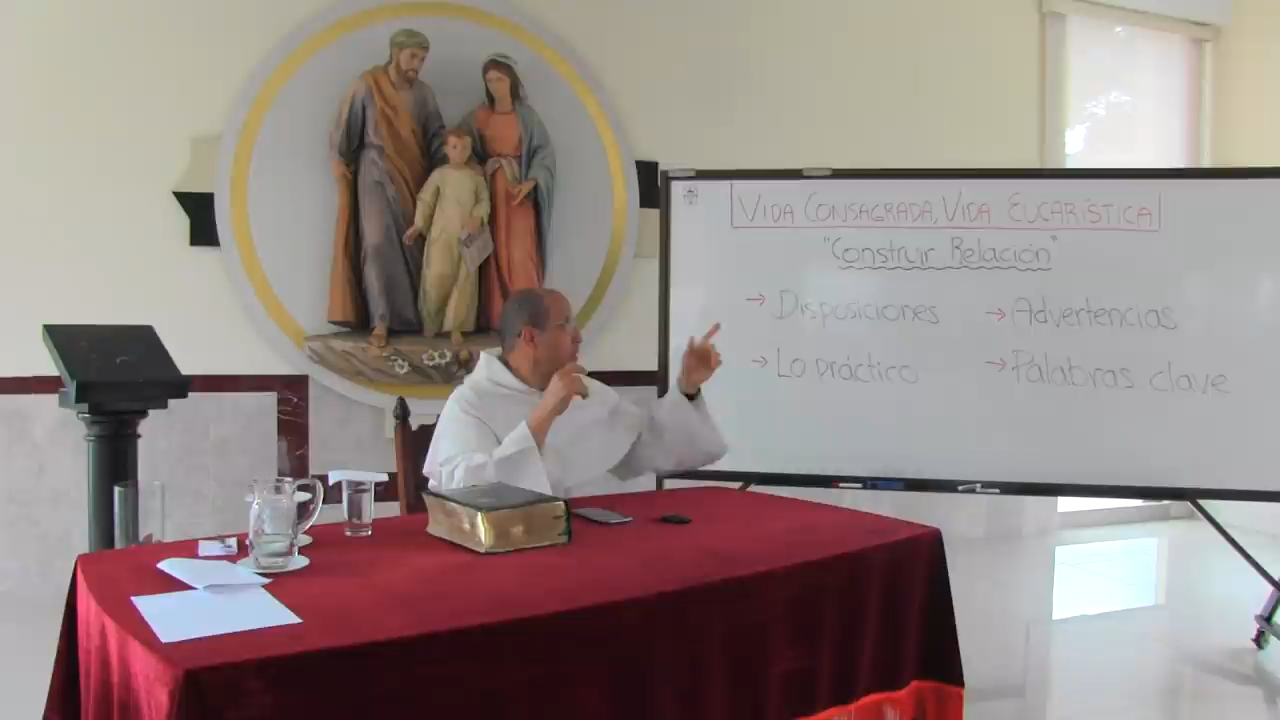 VIDA CONSAGRADA, VIDA EUCARÍSTICA
"Construir Relación"
→ Disposiciones → Advertencias
→ Lo práctico → Palabras clave